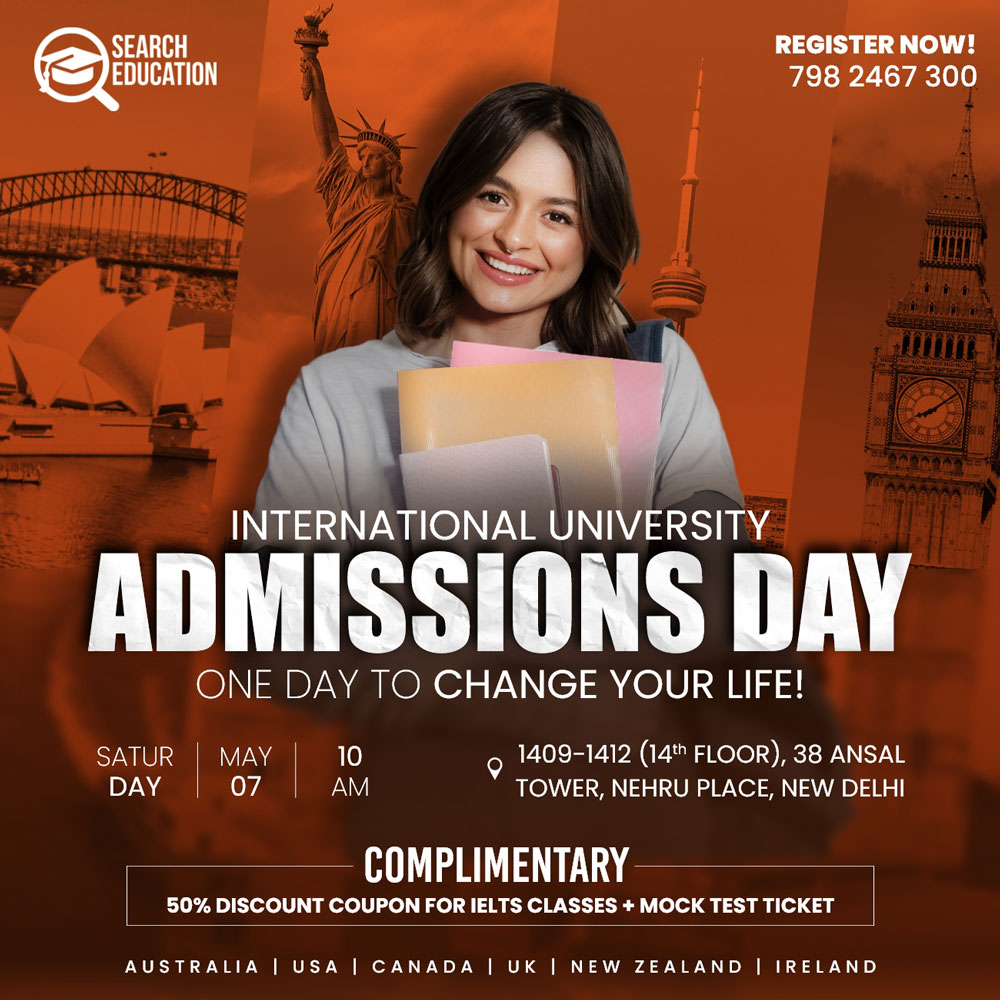 SEARCH
EDUCATION
REGISTER NOW!
798 2467 300
INTERNATIONAL UNIVERSITY
ADMISSIONS DAY
ONE DAY TO CHANGE YOUR LIFE!
SATUR
DAY
MAY
07
10
AM
1409-1412 (14th FLOOR), 38 ANSAL
TOWER, NEHRU PLACE, NEW DELHI
COMPLIMENTARY
50% DISCOUNT COUPON FOR IELTS CLASSES + MOCK TEST TICKET
AUSTRALIA | USA | CANADA | UK | NEW ZEALAND | IRELAND